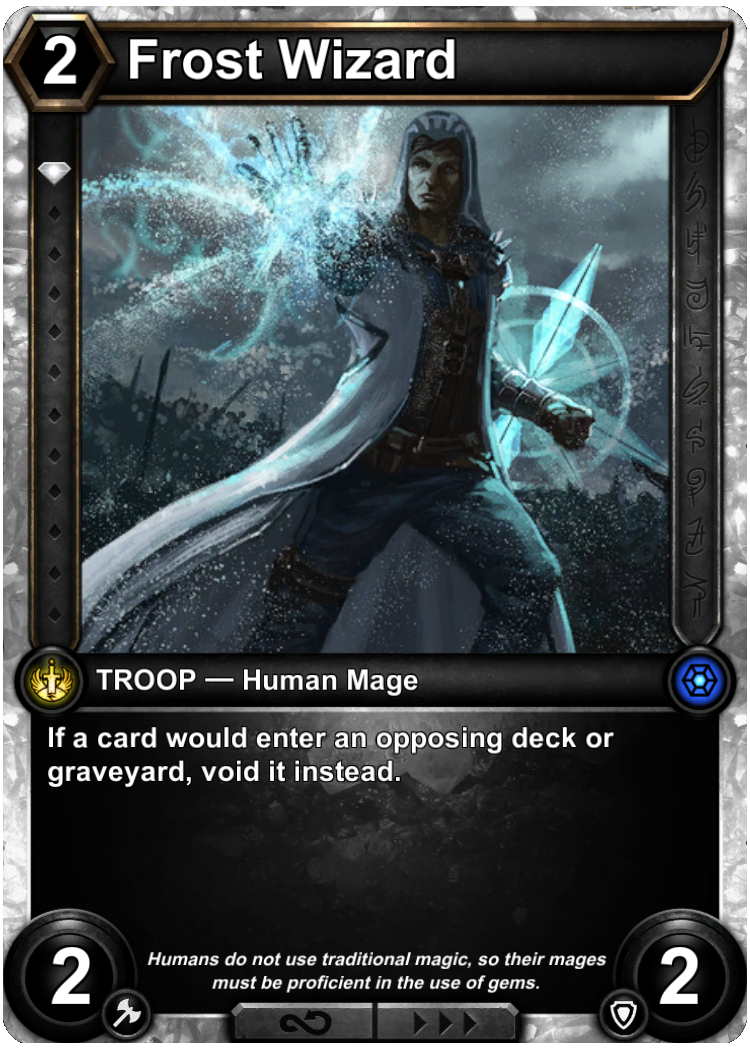 2
Frost Wizard
TROOP — Human Mage
If a card would enter an opposing deck or
graveyard, void it instead.
Humans do not use traditional magic, so their mages
must be proficient in the use of gems.
2
2